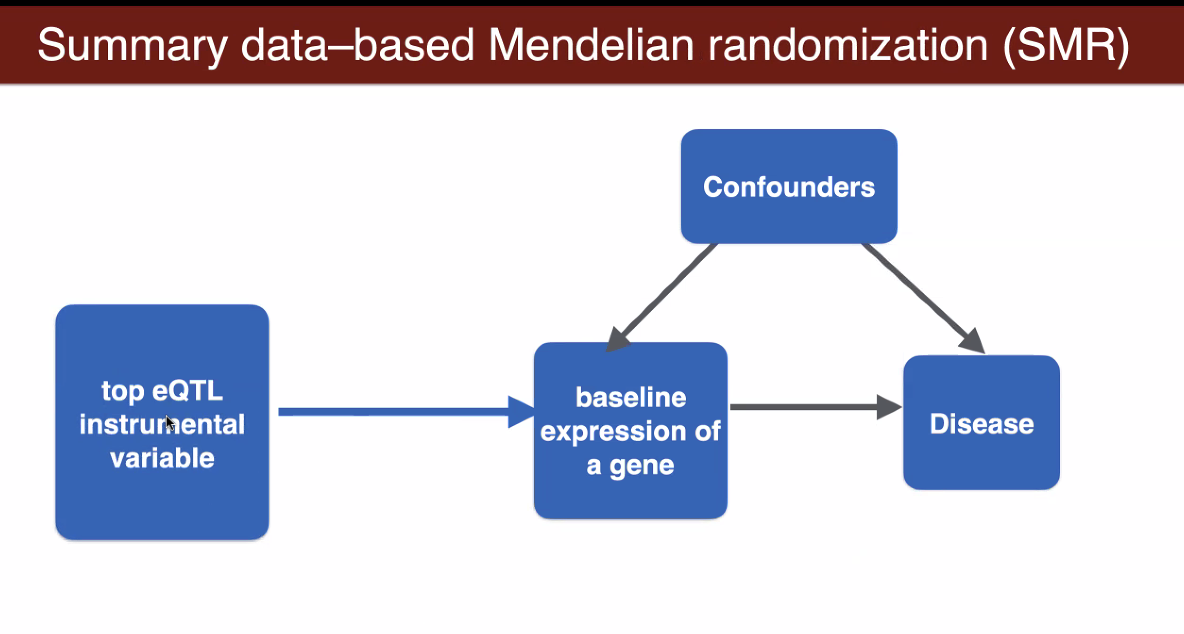 Summary data–based Mendelian randomization (SMR)
Confounders
top eQTL
instrumental
variable
baseline
expression of
a gene
Disease